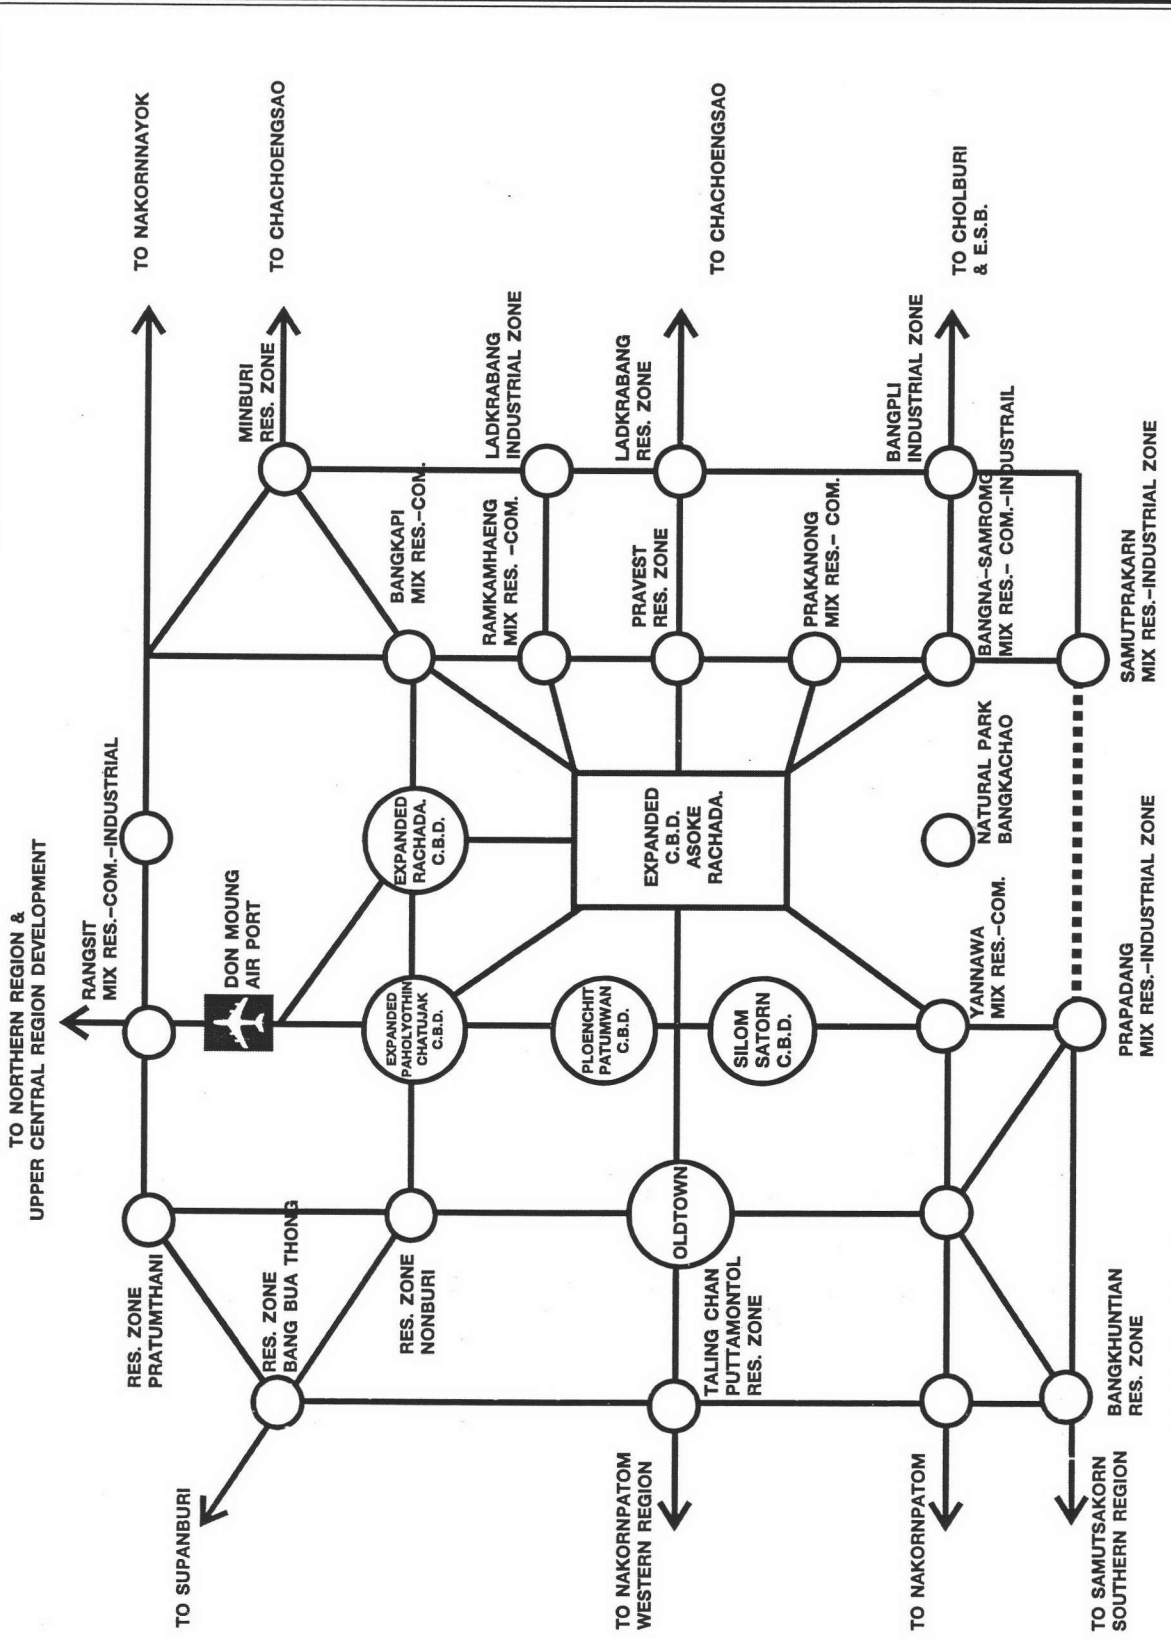 TO NORTHERN REGION &
UPPER CENTRAL REGION DEVELOPMENT
TO NAKORNNAYOK
RANGSIT
MIX RES.-COM.-INDUSTRIAL
RES. ZONE
PRATUMTHANI
DON MOUNG
AIR PORT
TO CHACHOENGSAO
MINBURI
RES. ZONE
TO SUPANBURI
RES. ZONE
BANG BUA THONG
RES. ZONE
NONBURI
EXPANDED
PAHOLYOTHIN
CHATUJAK
C.B.D.
EXPANDED
RACHADA.
C.B.D.
BANGKAPI
MIX RES.-COM.
RAMKAMHAENG
MIX RES. -COM.
LADKRABANG
INDUSTRIAL ZONE
PLOENCHIT
PATUMWAN
C.B.D.
EXPANDED
C.B.D.
ASOKE
RACHADA.
PRAVEST
RES. ZONE
LADKRABANG
RES. ZONE
TO CHACHOENGSAO
TO NAKORNPATOM
WESTERN REGION
TALING CHAN
PUTTAMONTOL
RES. ZONE
OLDTOWN
SILOM
SATORN
C.B.D.
PRAKANONG
MIX RES.- COM.
BANGPLI
INDUSTRIAL ZONE
TO CHOLBURI
& E.S.B.
TO NAKORNPATOM
YANNAWA
MIX RES.-COM.
NATURAL PARK
BANGKACHAO
BANGNA-SAMROMG
MIX RES.- COM.-INDUSTRAIL
TO SAMUTSAKORN
SOUTHERN REGION
BANGKHUNTIAN
RES. ZONE
PRAPADANG
MIX RES.-INDUSTRIAL ZONE
SAMUTPRAKARN
MIX RES.-INDUSTRIAL ZONE